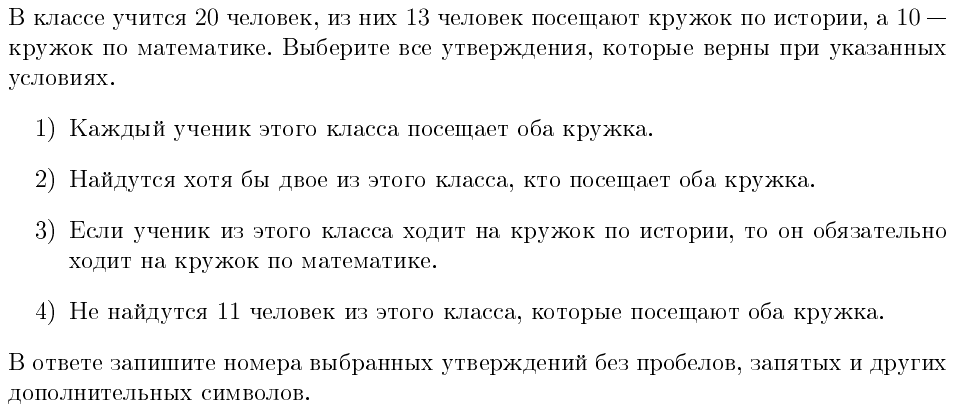 В классе учится 20 человек, из них 13 человек посещают кружок по истории, а 10 —
кружок по математике. Выберите все утверждения, которые верны при указанных
условиях.
1) Каждый ученик этого класса посещает оба кружка.
2) Найдутся хотя бы двое из этого класса, кто посещает оба кружка.
3) Если ученик из этого класса ходит на кружок по истории, то он обязательно
ходит на кружок по математике.
4) Не найдутся 11 человек из этого класса, которые посещают оба кружка.
В ответе запишите номера выбранных утверждений без пробелов, запятых и других
дополнительных символов.